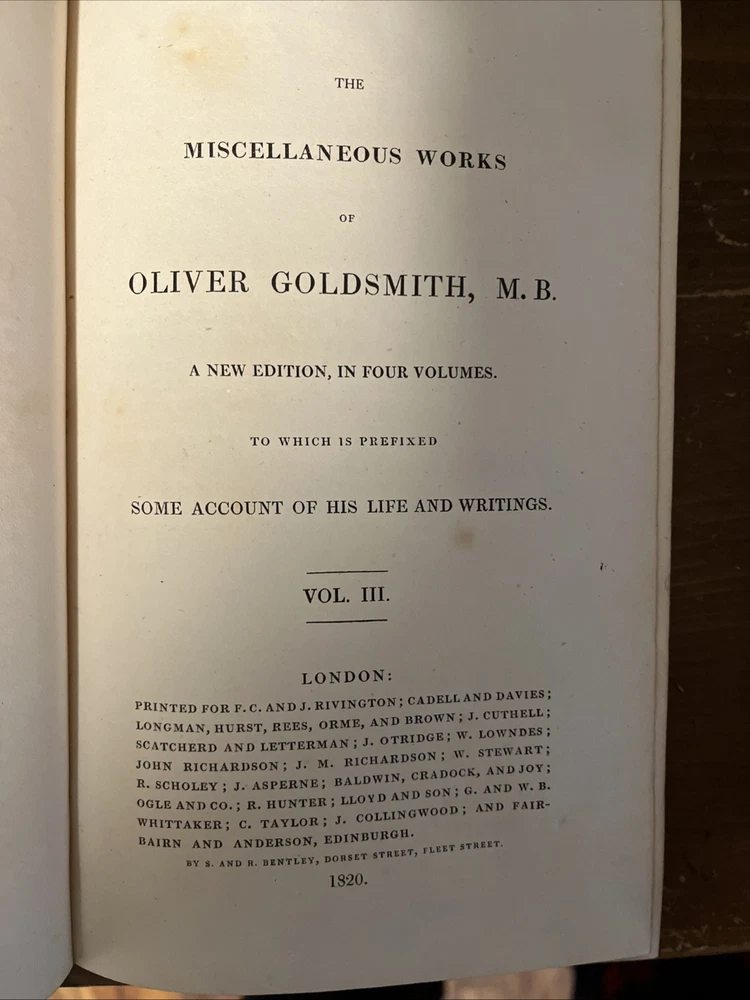 THE
MISCELLANEOUS WORKS
OF
OLIVER GOLDSMITH, M. B.
A NEW EDITION, IN FOUR VOLUMES.
TO WHICH IS PREFIXED
SOME ACCOUNT OF HIS LIFE AND WRITINGS.
VOL. III.
LONDON:
PRINTED FOR F. C. AND J. RIVINGTON; CADELL AND DAVIES;
LONGMAN, HURST, REES, ORME, AND BROWN; J. CUTHELL;
SCATCHERD AND LETTERMAN; J. OTRIDGE; W. LOWNDES;
JOHN RICHARDSON; J. M. RICHARDSON; W. STEWART;
R. SCHOLEY; J. ASPERNE; BALDWIN, CRADOCK, AND JOY;
OGLE AND CO.; R. HUNTER; LLOYD AND SON; G. AND W. B.
WHITTAKER; C. TAYLOR; J. COLLINGWOOD; AND FAIR-
BAIRN AND ANDERSON, EDINBURGH.
BY S. AND R. BENTLEY, DORSET STREET, FLEET STREET.
1820.